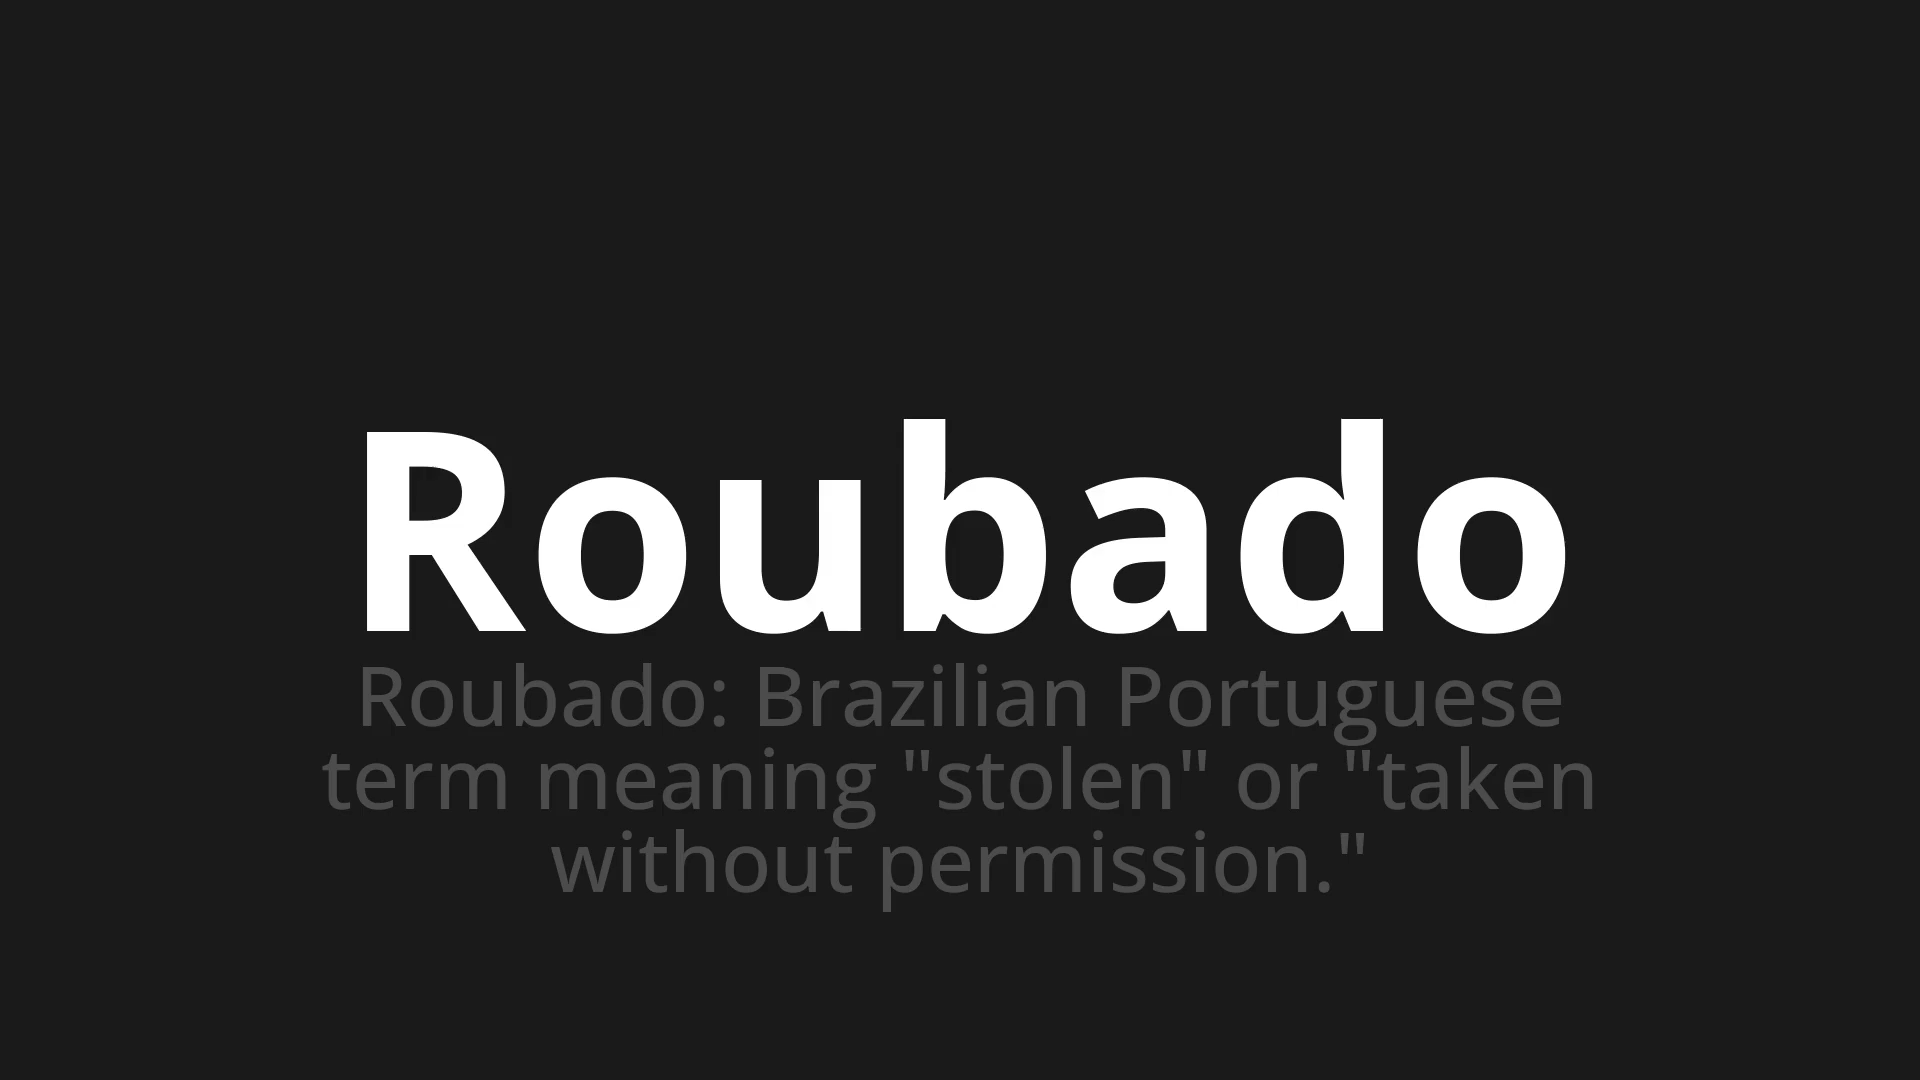 Roubado
Roubado: Brazilian Portuguese
term meaning "stolen" or "taken
without permission."